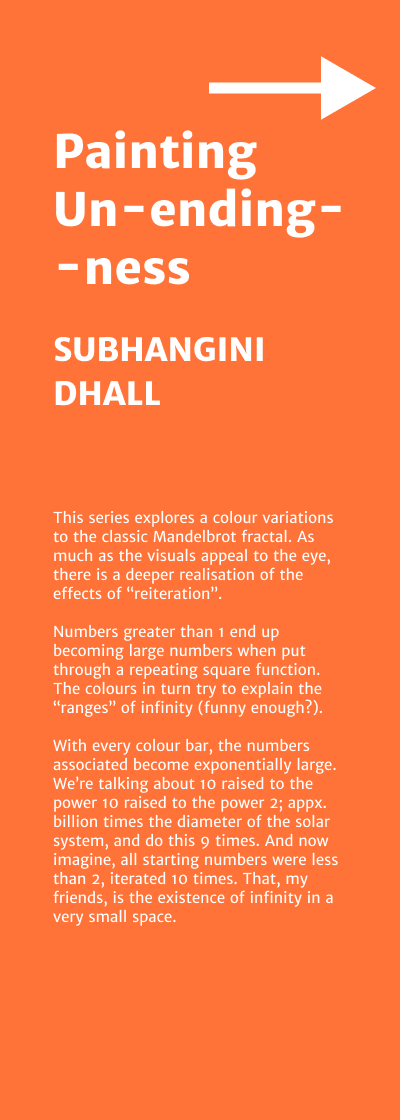 Painting
Un-ending-
-ness
SUBHANGINI
DHALL
This series explores a colour variations
to the classic Mandelbrot fractal. As
much as the visuals appeal to the eye,
there is a deeper realisation of the
effects of “reiteration”.
Numbers greater than 1 end up
becoming large numbers when put
through a repeating square function.
The colours in turn try to explain the
“ranges” of infinity (funny enough?).
With every colour bar, the numbers
associated become exponentially large.
We’re talking about 10 raised to the
power 10 raised to the power 2; appx.
billion times the diameter of the solar
system, and do this 9 times. And now
imagine, all starting numbers were less
than 2, iterated 10 times. That, my
friends, is the existence of infinity in a
very small space.